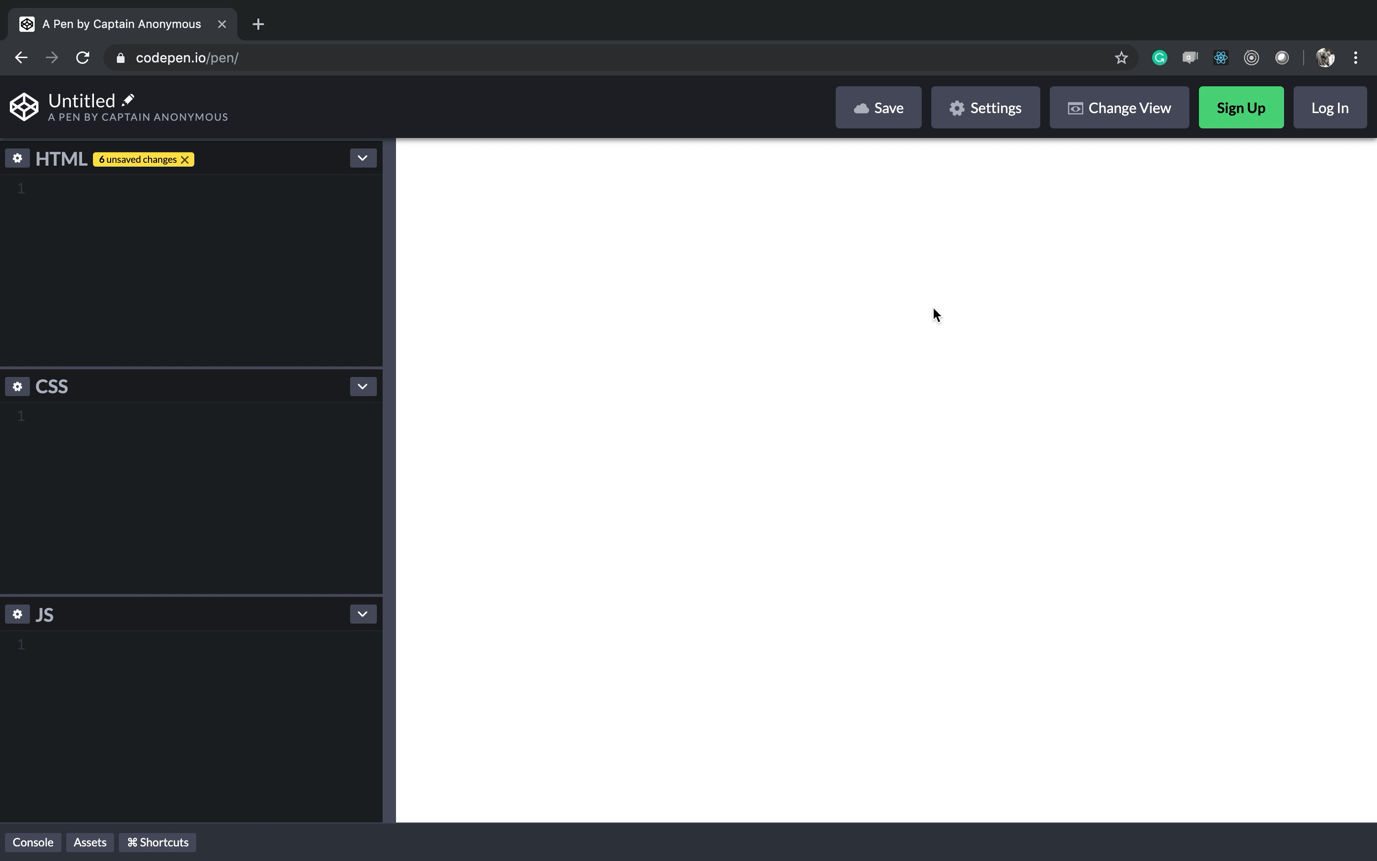 A Pen by Captain Anonymous
codepen.io/pen/
Untitled
A PEN BY CAPTAIN ANONYMOUS
Save
Settings
Change View
Sign Up
Log In
HTML
6 unsaved changes
1
CSS
1
JS
1
Console
Assets
⌘ Shortcuts